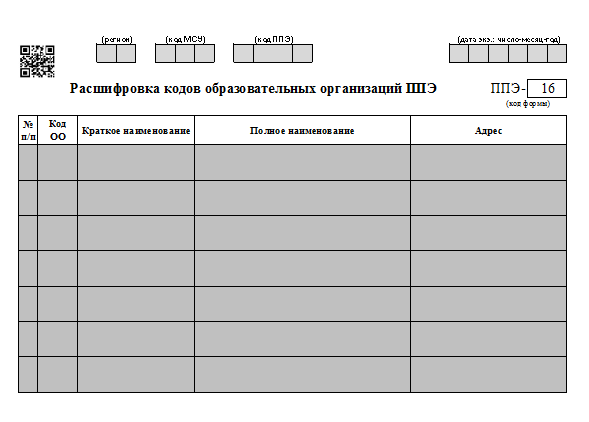 (регион) (код МСУ) (код ППЭ) (дата экз.: число-месяц-год)
Расшифровка кодов образовательных организаций ППЭ ППЭ- 16
(код формы)
№ п/п Код ОО Краткое наименование Полное наименование Адрес